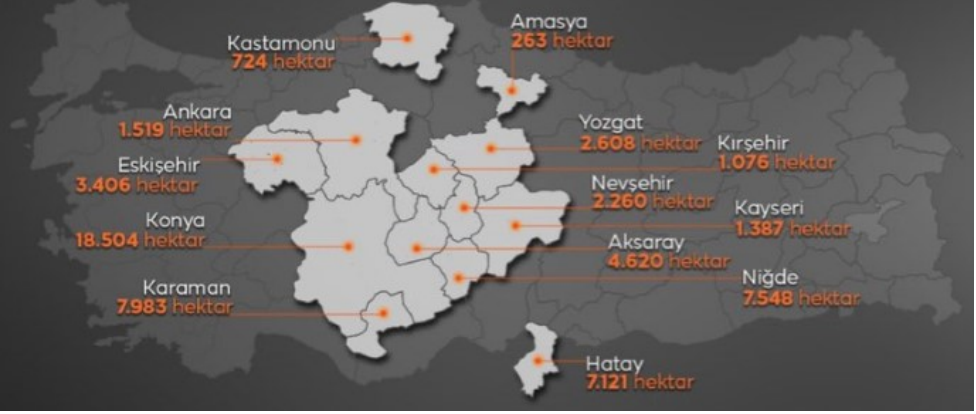 Kastamonu
724 hektar
Amasya
263 hektar
Ankara
1.519 hektar
Eskişehir
3.406 hektar
Konya
18.504 hektar
Karaman
7.983 hektar
Yozgat
2.608 hektar
Kırşehir
1.076 hektar
Nevşehir
2.260 hektar
Kayseri
1.387 hektar
Aksaray
4.620 hektar
Niğde
7.548 hektar
Hatay
7.121 hektar